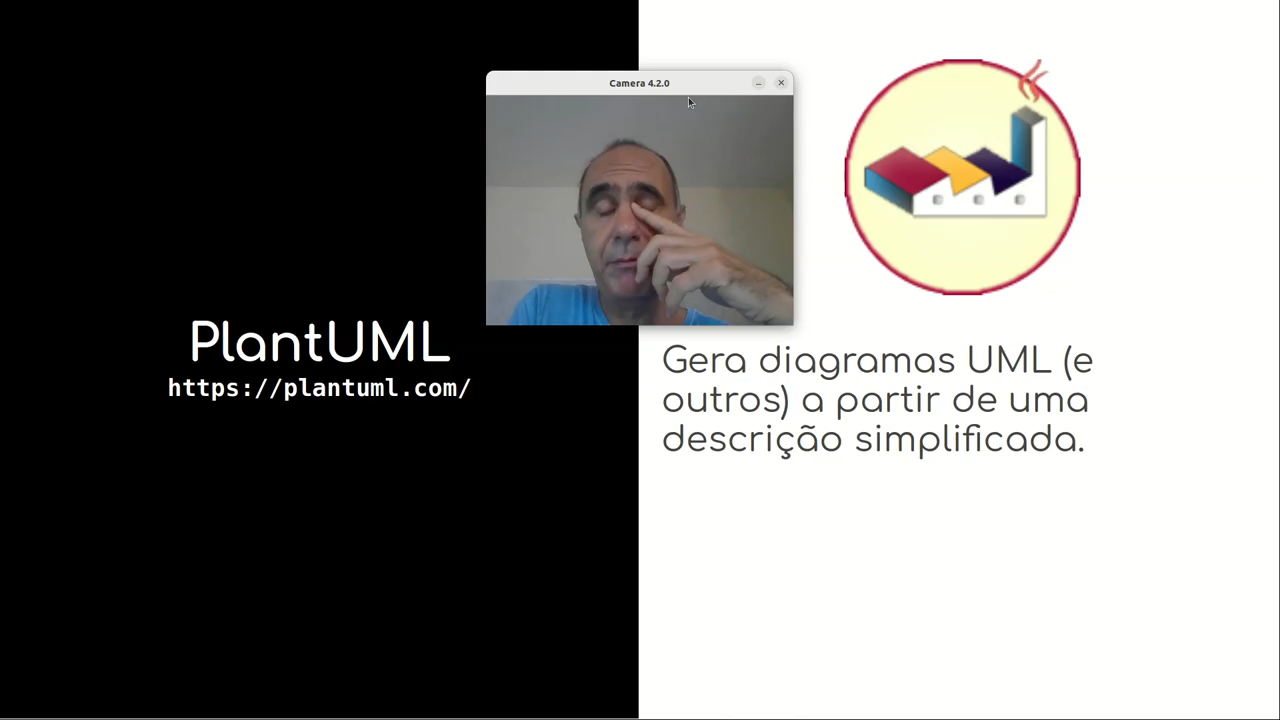 Camera 4.2.0
PlantUML
https://plantuml.com/
Gera diagramas UML (e
outros) a partir de uma
descrição simplificada.